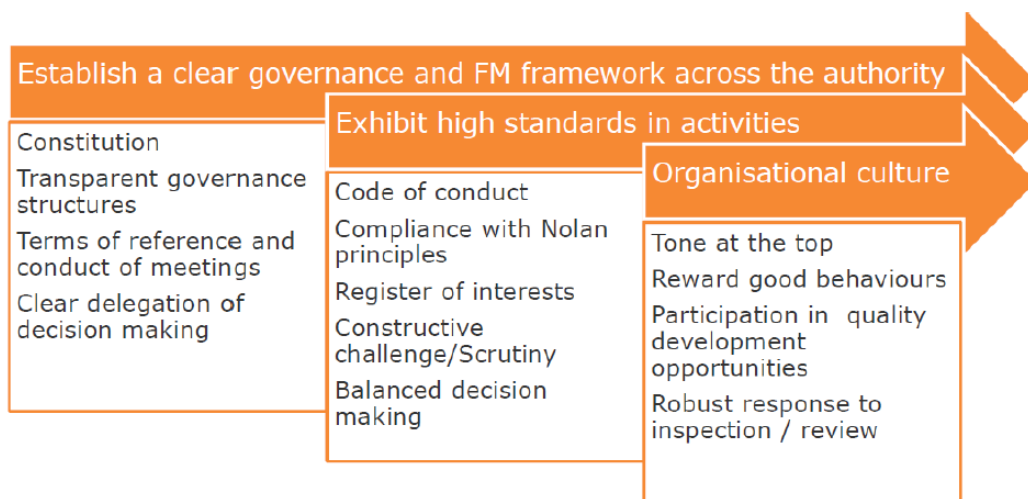 Establish a clear governance and FM framework across the authority
Constitution
Transparent governance
structures
Terms of reference and
conduct of meetings
Clear delegation of
decision making
Exhibit high standards in activities
Code of conduct
Compliance with Nolan
principles
Register of interests
Constructive
challenge/Scrutiny
Balanced decision
making
Organisational culture
Tone at the top
Reward good behaviours
Participation in quality
development
opportunities
Robust response to
inspection / review